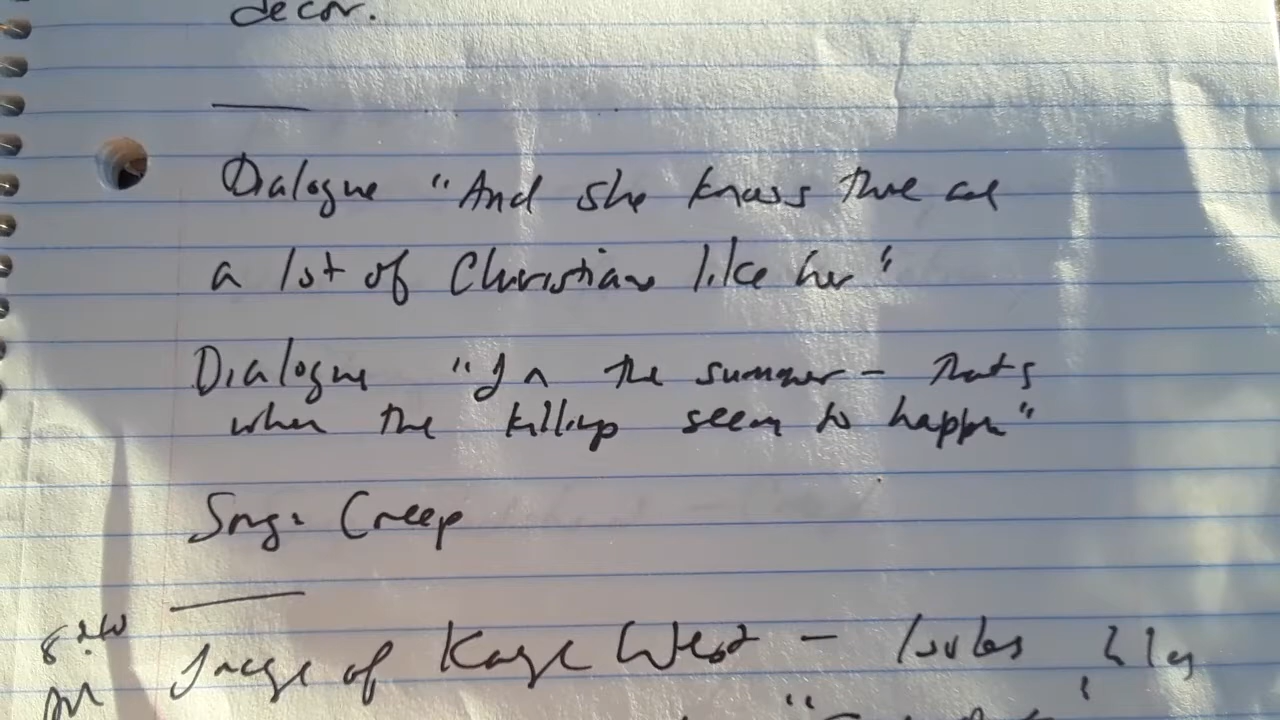 decor.
Dialogue "And she knows there are
a lot of Christians like her"
Dialogue "In the summer - that's
when the killings seem to happen"
Song: Creep
Image of Kanye West - looks